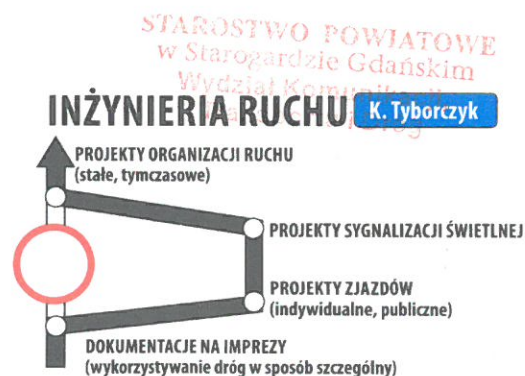 STAROSTWO POWIATOWE
w Starogardzie Gdańskim
Wydział
INŻYNIERIA RUCHU K. Tyborczyk
PROJEKTY ORGANIZACJI RUCHU
(stałe, tymczasowe)
PROJEKTY SYGNALIZACJI ŚWIETLNEJ
PROJEKTY ZJAZDÓW
(indywidualne, publiczne)
DOKUMENTACJE NA IMPREZY
(wykorzystywanie dróg w sposób szczególny)